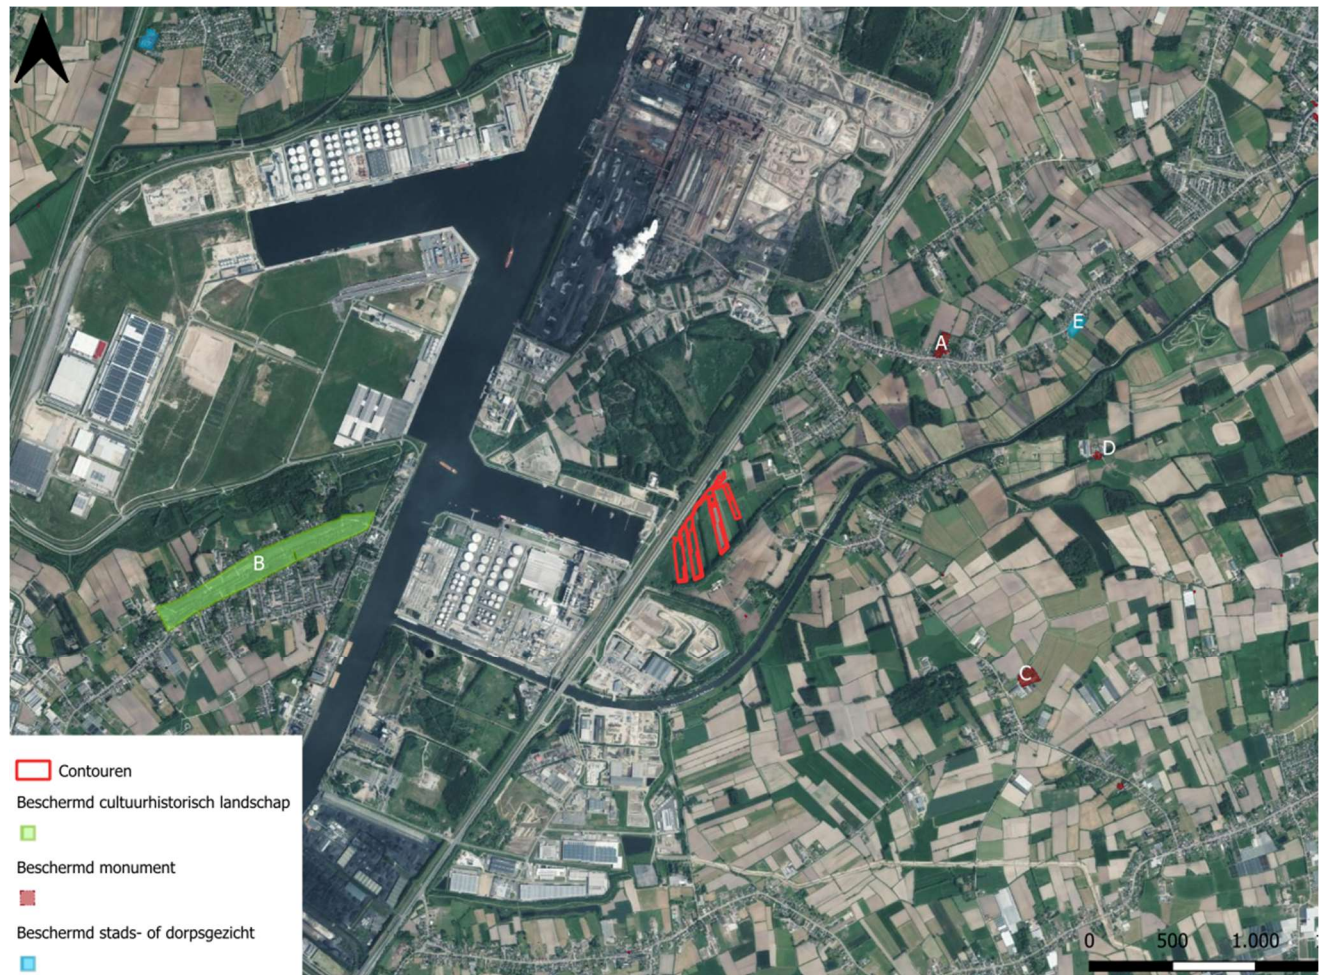 A
E
D
B
C
Contouren
Beschermd cultuurhistorisch landschap
Beschermd monument
Beschermd stads- of dorpsgezicht
0 500 1.000